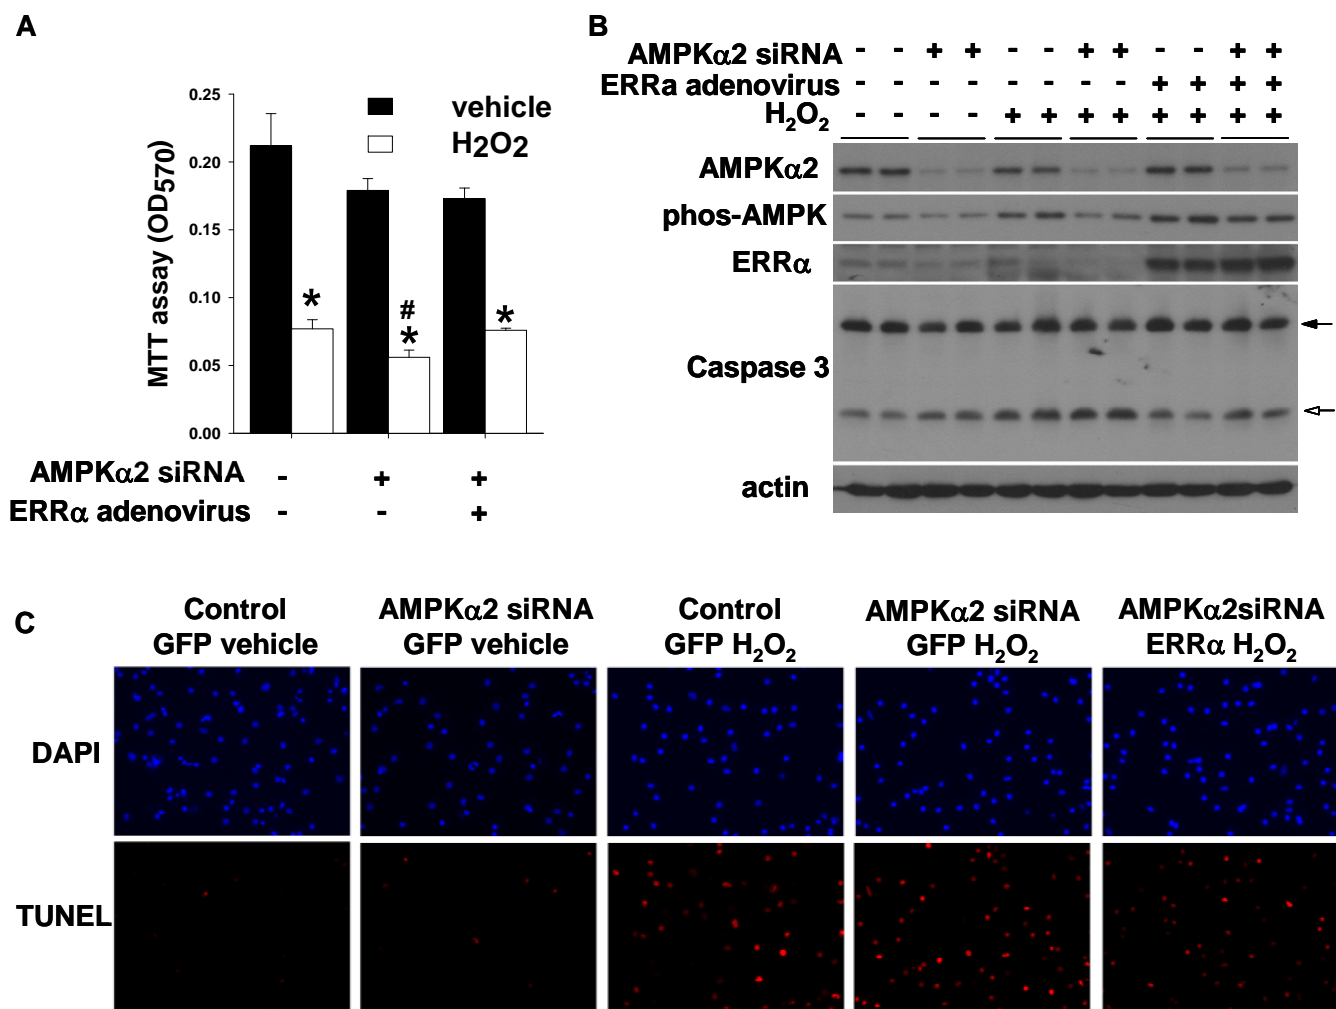 A
0.25
0.20
0.15
0.10
0.05
0.00
MTT assay (OD570)
vehicle
H2O2
*
#
*
*
AMPKα2 siRNA - + +
ERRα adenovirus - - +
B
AMPKα2 siRNA - - + + - - + + - - + +
ERRa adenovirus - - - - - - - - + + + +
H₂O₂ - - - - + + + + + + + +
AMPKα2
phos-AMPK
ERRα
Caspase 3
actin
C
Control
GFP vehicle
AMPKα2 siRNA
GFP vehicle
Control
GFP H₂O₂
AMPKα2 siRNA
GFP H₂O₂
AMPKα2siRNA
ERRα H₂O₂
DAPI
TUNEL